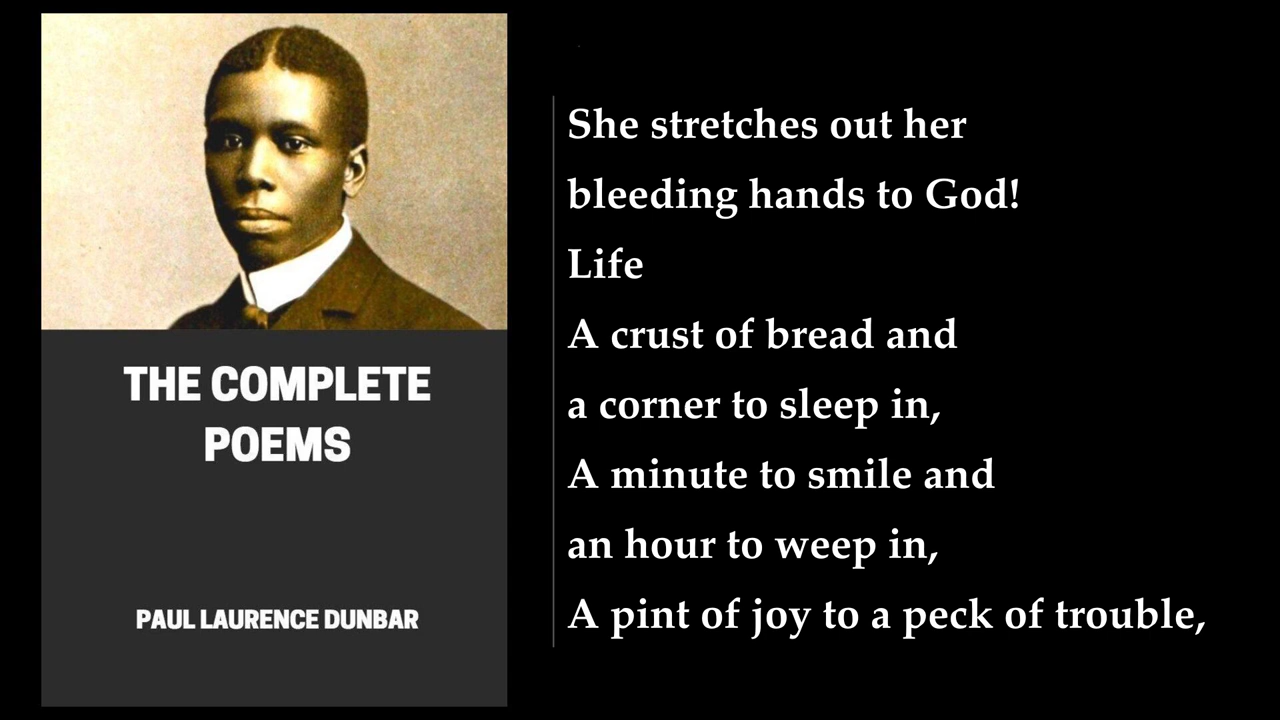 THE COMPLETE
POEMS
PAUL LAURENCE DUNBAR
She stretches out her
bleeding hands to God!
Life
A crust of bread and
a corner to sleep in,
A minute to smile and
an hour to weep in,
A pint of joy to a peck of trouble,